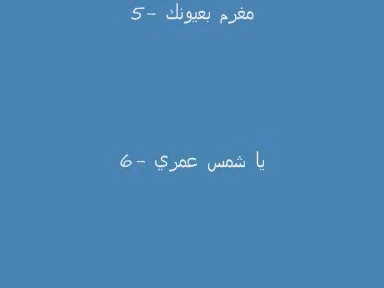 5- مغرم بعيونك
6- يا شمس عمري